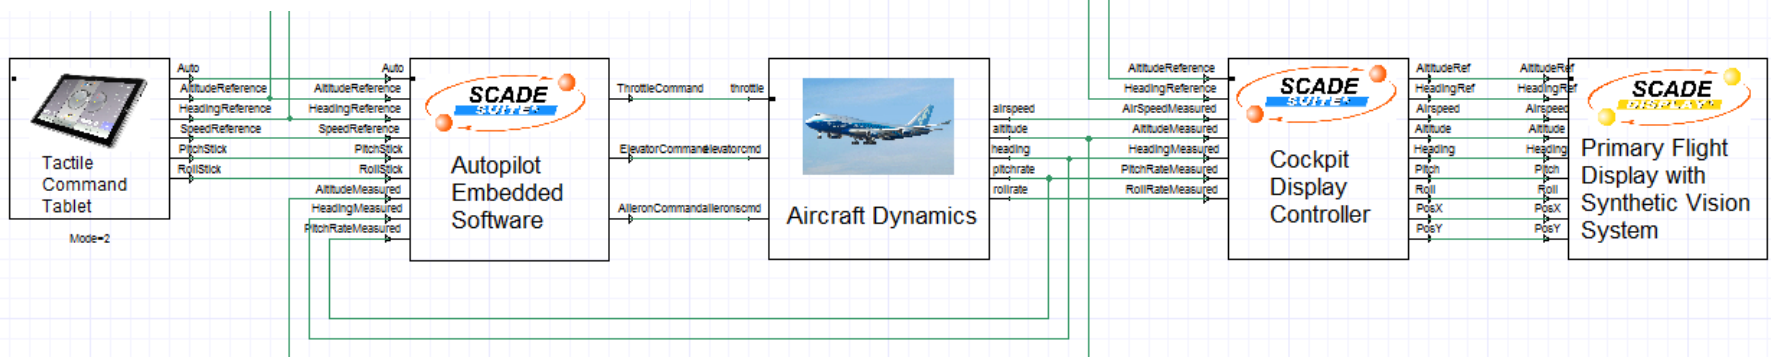 Auto
AltitudeReference
HeadingReference
SpeedReference
PitchStick
RollStick
Tactile
Command
Tablet
Mode=2
Auto
AltitudeReference
HeadingReference
SpeedReference
PitchStick
RollStick
AltitudeMeasured
HeadingMeasured
PitchRateMeasured
SCADE
SUITE
Autopilot
Embedded
Software
ThrottleCommand
ElevatorCommand
AileronCommand
throttle
elevatorcmd
aileronscmd
Aircraft Dynamics
airspeed
altitude
heading
pitchrate
rollrate
AltitudeReference
HeadingReference
AirSpeedMeasured
AltitudeMeasured
HeadingMeasured
PitchRateMeasured
RollRateMeasured
SCADE
SUITE
Cockpit
Display
Controller
AltitudeRef
HeadingRef
Airspeed
Altitude
Heading
Pitch
Roll
PosX
PosY
AltitudeRef
HeadingRef
Airspeed
Altitude
Heading
Pitch
Roll
PosX
PosY
SCADE
DISPLAY
Primary Flight
Display with
Synthetic Vision
System